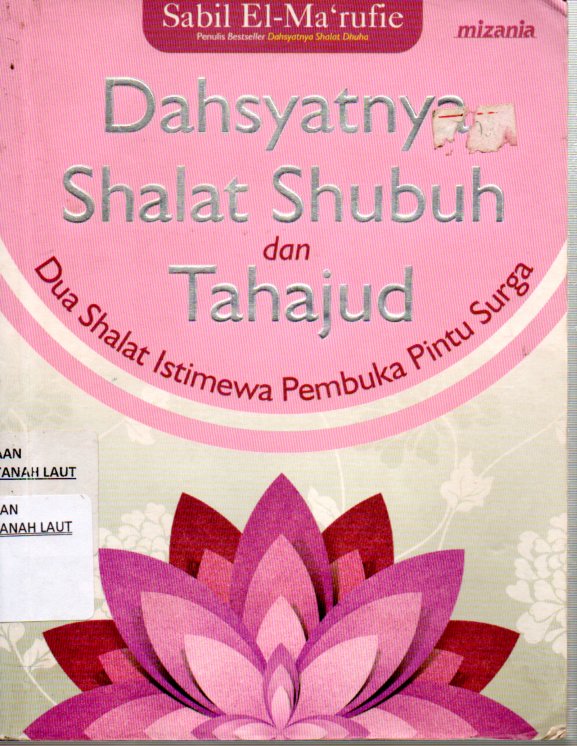 Sabil El-Ma'rufie
Penulis Bestseller Dahsyatnya Shalat Dhuha
mizania
Dahsyatnya
Shalat Shubuh
dan
Tahajud
Dua Shalat Istimewa Pembuka Pintu Surga
AAN
TANAH LAUT
AN
ANAH LAUT